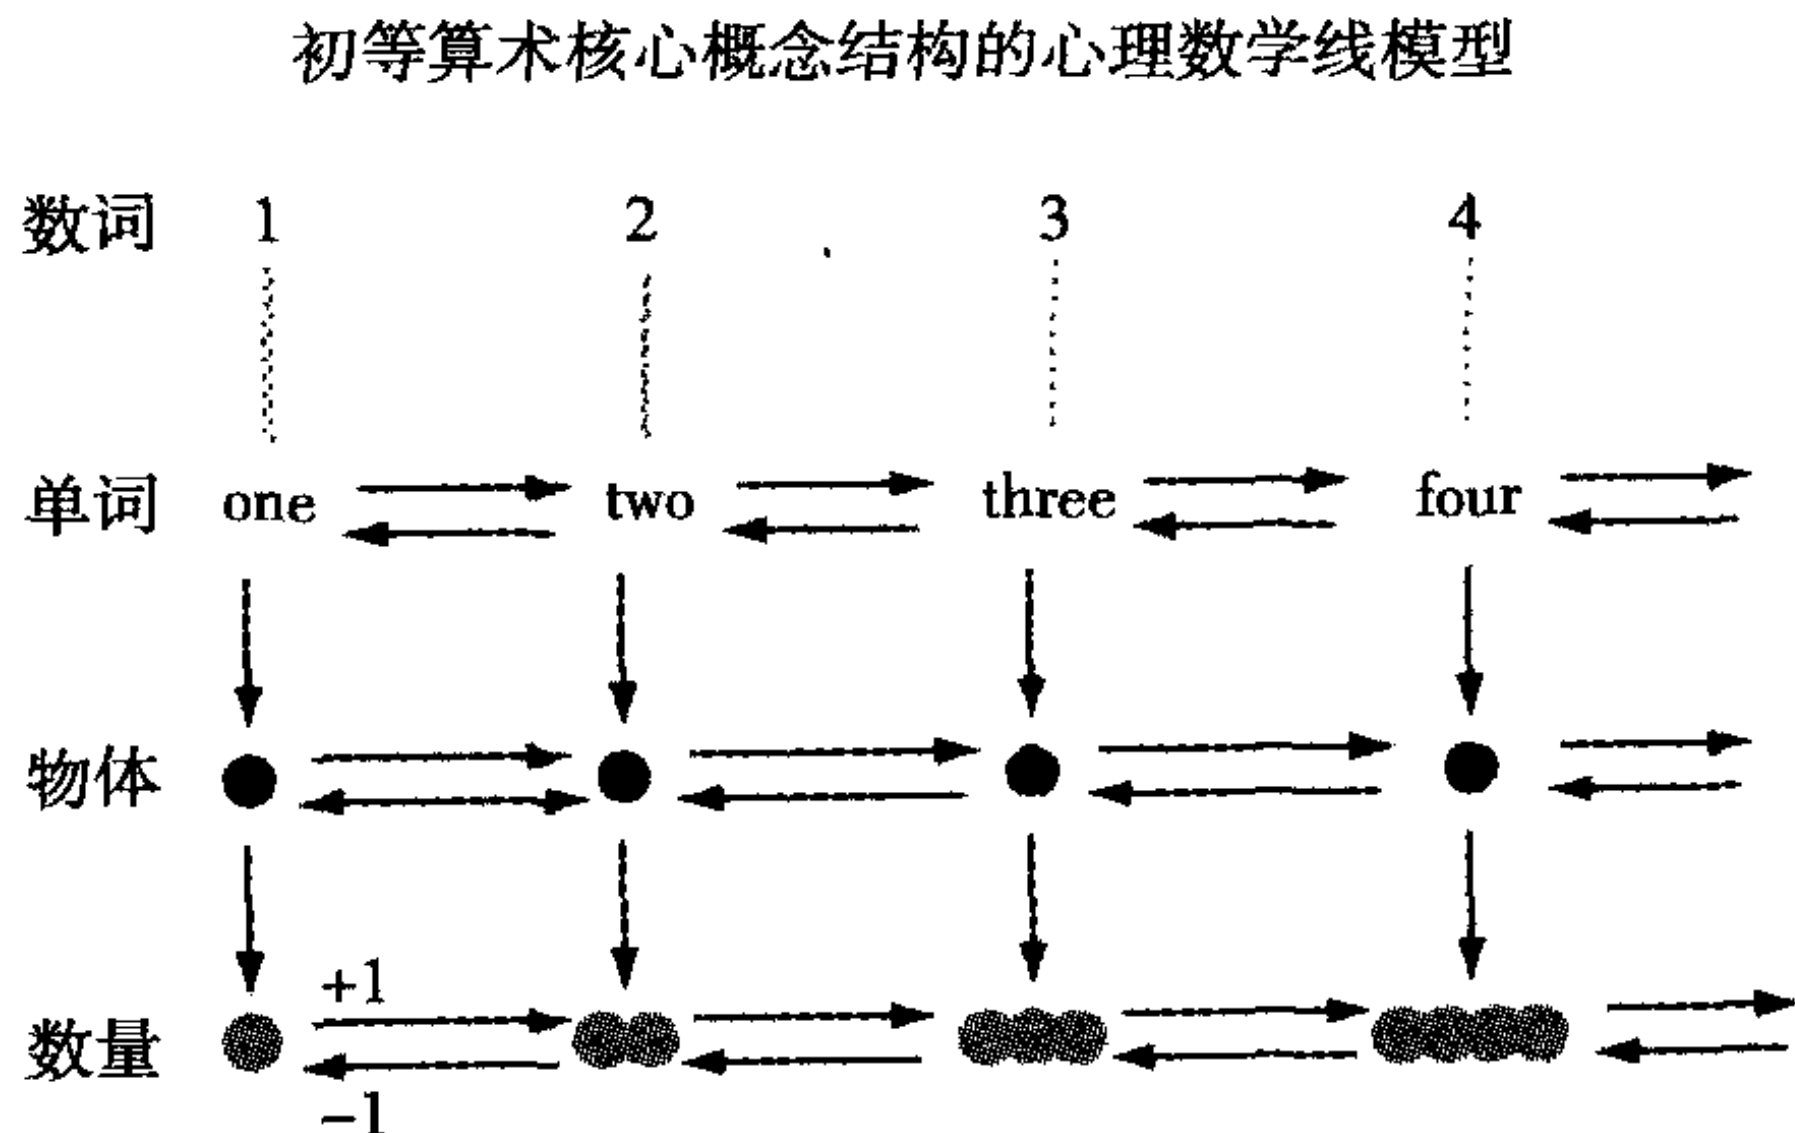 初等算术核心概念结构的心理数学线模型
数词 1 2 3 4
单词 one two three four
物体
+1
数量
-1